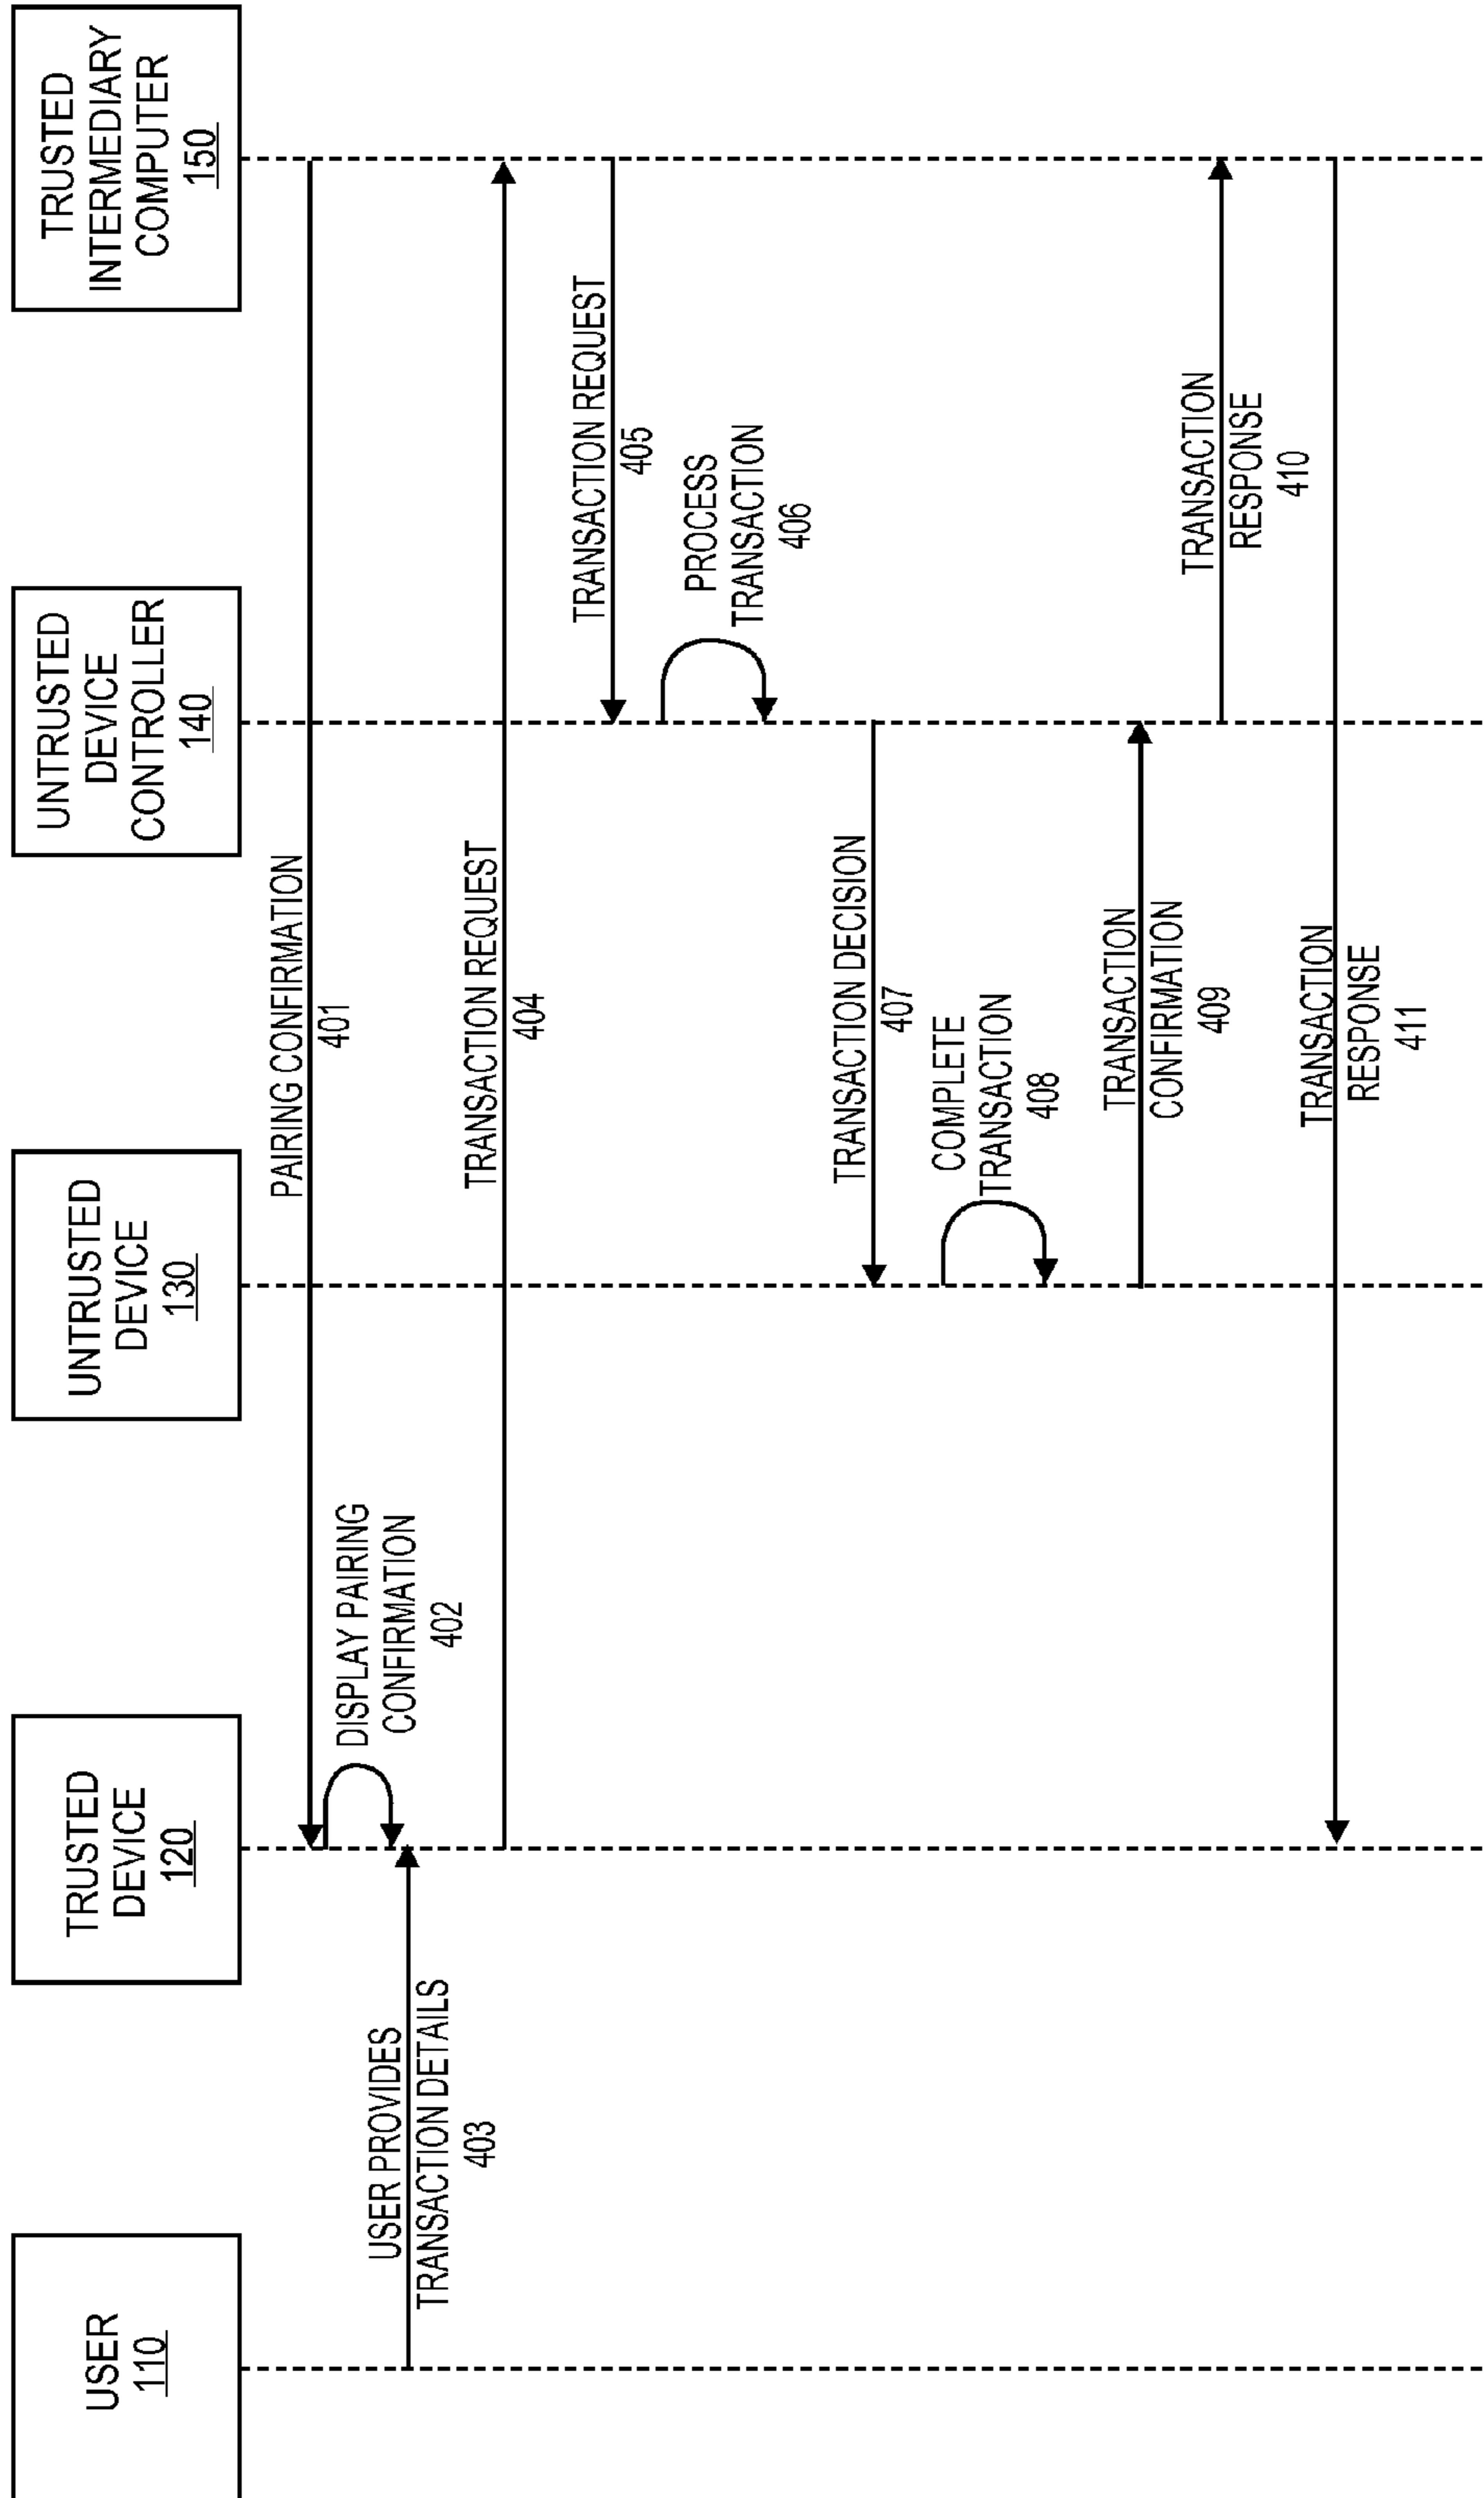 USER
110
TRUSTED
DEVICE
120
UNTRUSTED
DEVICE
130
UNTRUSTED
DEVICE
CONTROLLER
140
TRUSTED
INTERMEDIARY
COMPUTER
150
PAIRING CONFIRMATION
401
DISPLAY PAIRING
CONFIRMATION
402
USER PROVIDES
TRANSACTION DETAILS
403
TRANSACTION REQUEST
404
TRANSACTION REQUEST
405
PROCESS
TRANSACTION
406
TRANSACTION DECISION
407
COMPLETE
TRANSACTION
408
TRANSACTION
CONFIRMATION
409
TRANSACTION
RESPONSE
410
TRANSACTION
RESPONSE
411